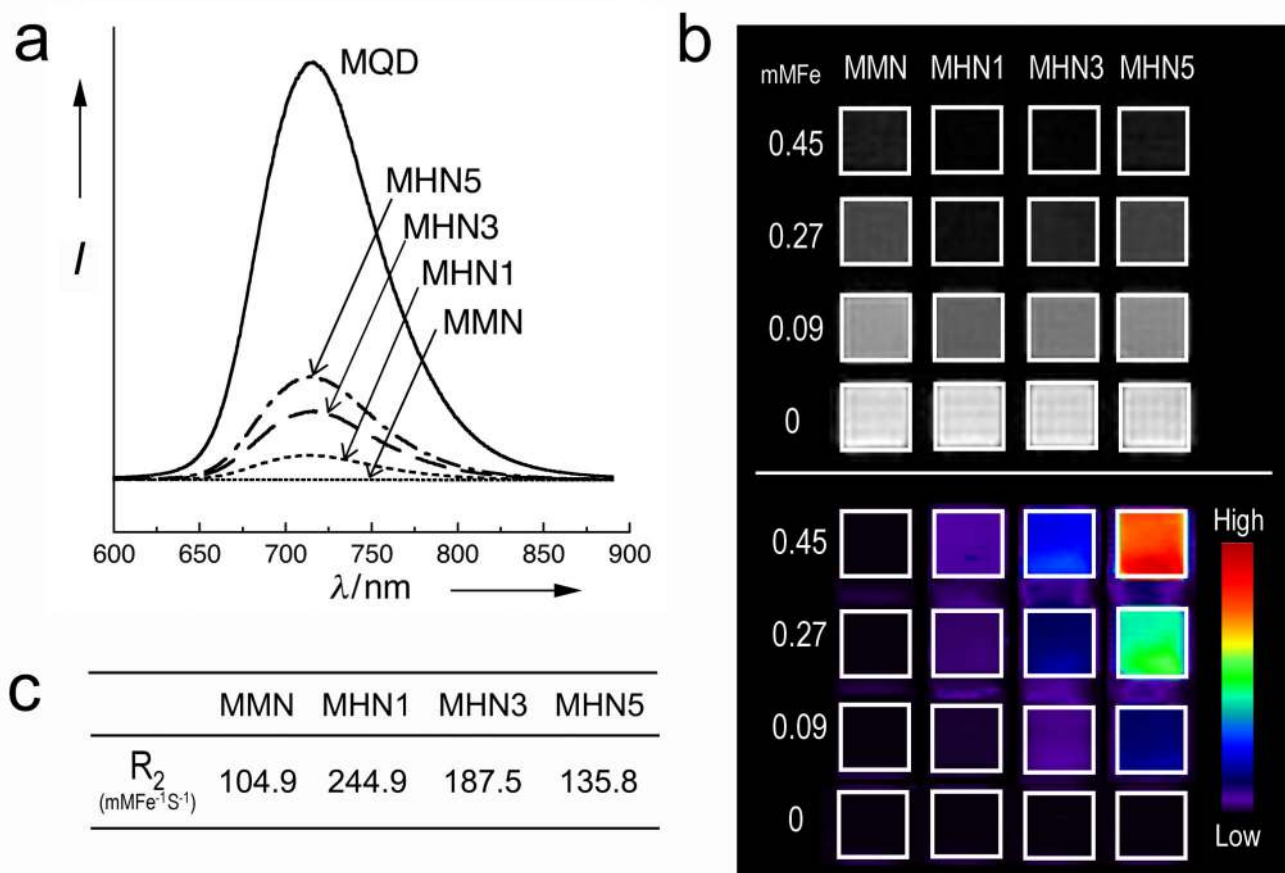 a
MQD
MHN5
MHN3
MHN1
MMN
I
600 650 700 750 800 850 900
λ/nm
b
mMFe MMN MHN1 MHN3 MHN5
0.45
0.27
0.09
0
0.45
0.27
0.09
0
High
Low
c
MMN MHN1 MHN3 MHN5
R₂ 104.9 244.9 187.5 135.8
(mMFe⁻¹S⁻¹)